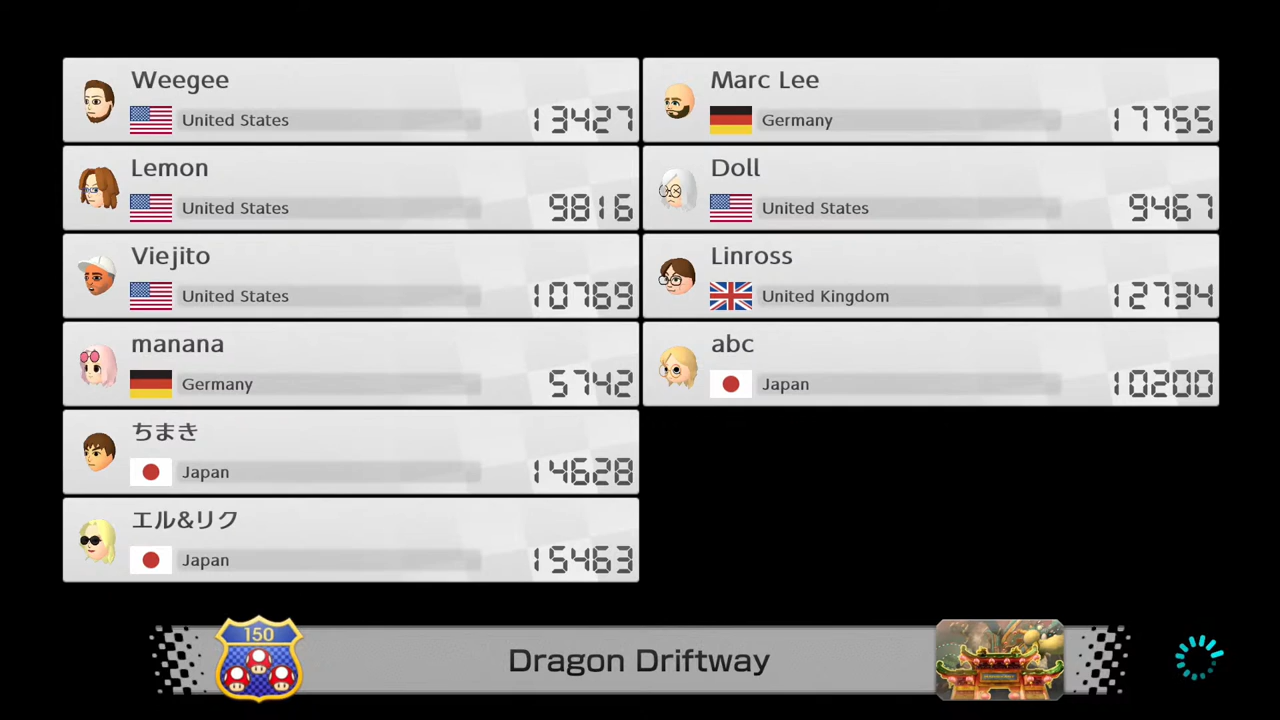 Weegee
United States
13427
Lemon
United States
9816
Viejito
United States
10769
manana
Germany
5742
ちまき
Japan
14628
エル&リク
Japan
15463
Marc Lee
Germany
17755
Doll
United States
9467
Linross
United Kingdom
12734
abc
Japan
10200
150
Dragon Driftway